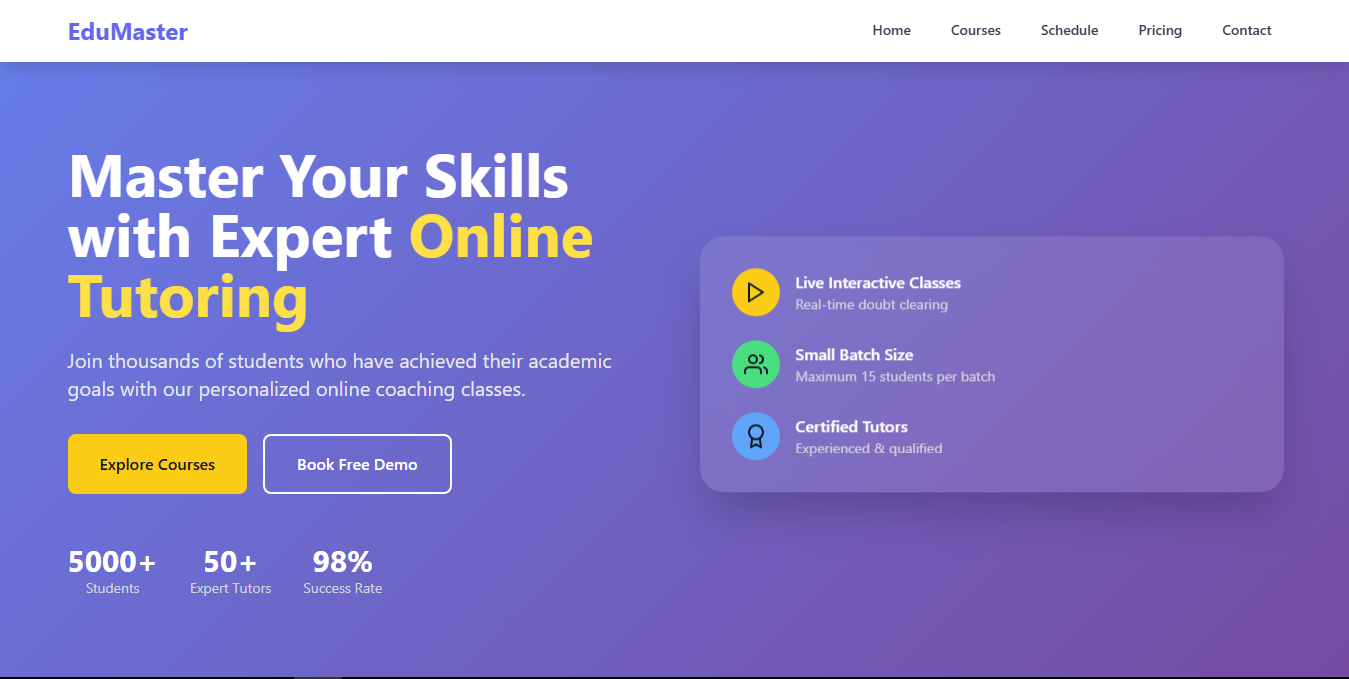 EduMaster
Home
Courses
Schedule
Pricing
Contact
Master Your Skills
with Expert Online
Tutoring
Join thousands of students who have achieved their academic
goals with our personalized online coaching classes.
Explore Courses
Book Free Demo
5000+
Students
50+
Expert Tutors
98%
Success Rate
Live Interactive Classes
Real-time doubt clearing
Small Batch Size
Maximum 15 students per batch
Certified Tutors
Experienced & qualified